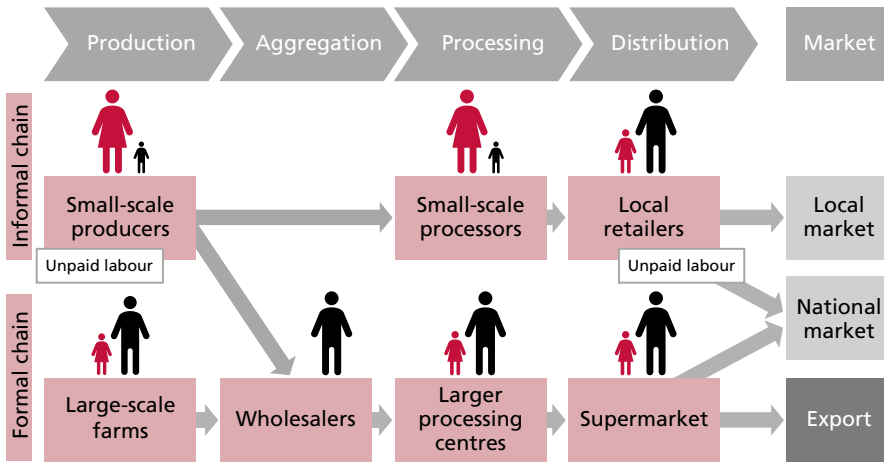 Production
Aggregation
Processing
Distribution
Market
Informal chain
Small-scale
producers
Small-scale
processors
Local
retailers
Local
market
Unpaid labour
Unpaid labour
National
market
Formal chain
Large-scale
farms
Wholesalers
Larger
processing
centres
Supermarket
Export